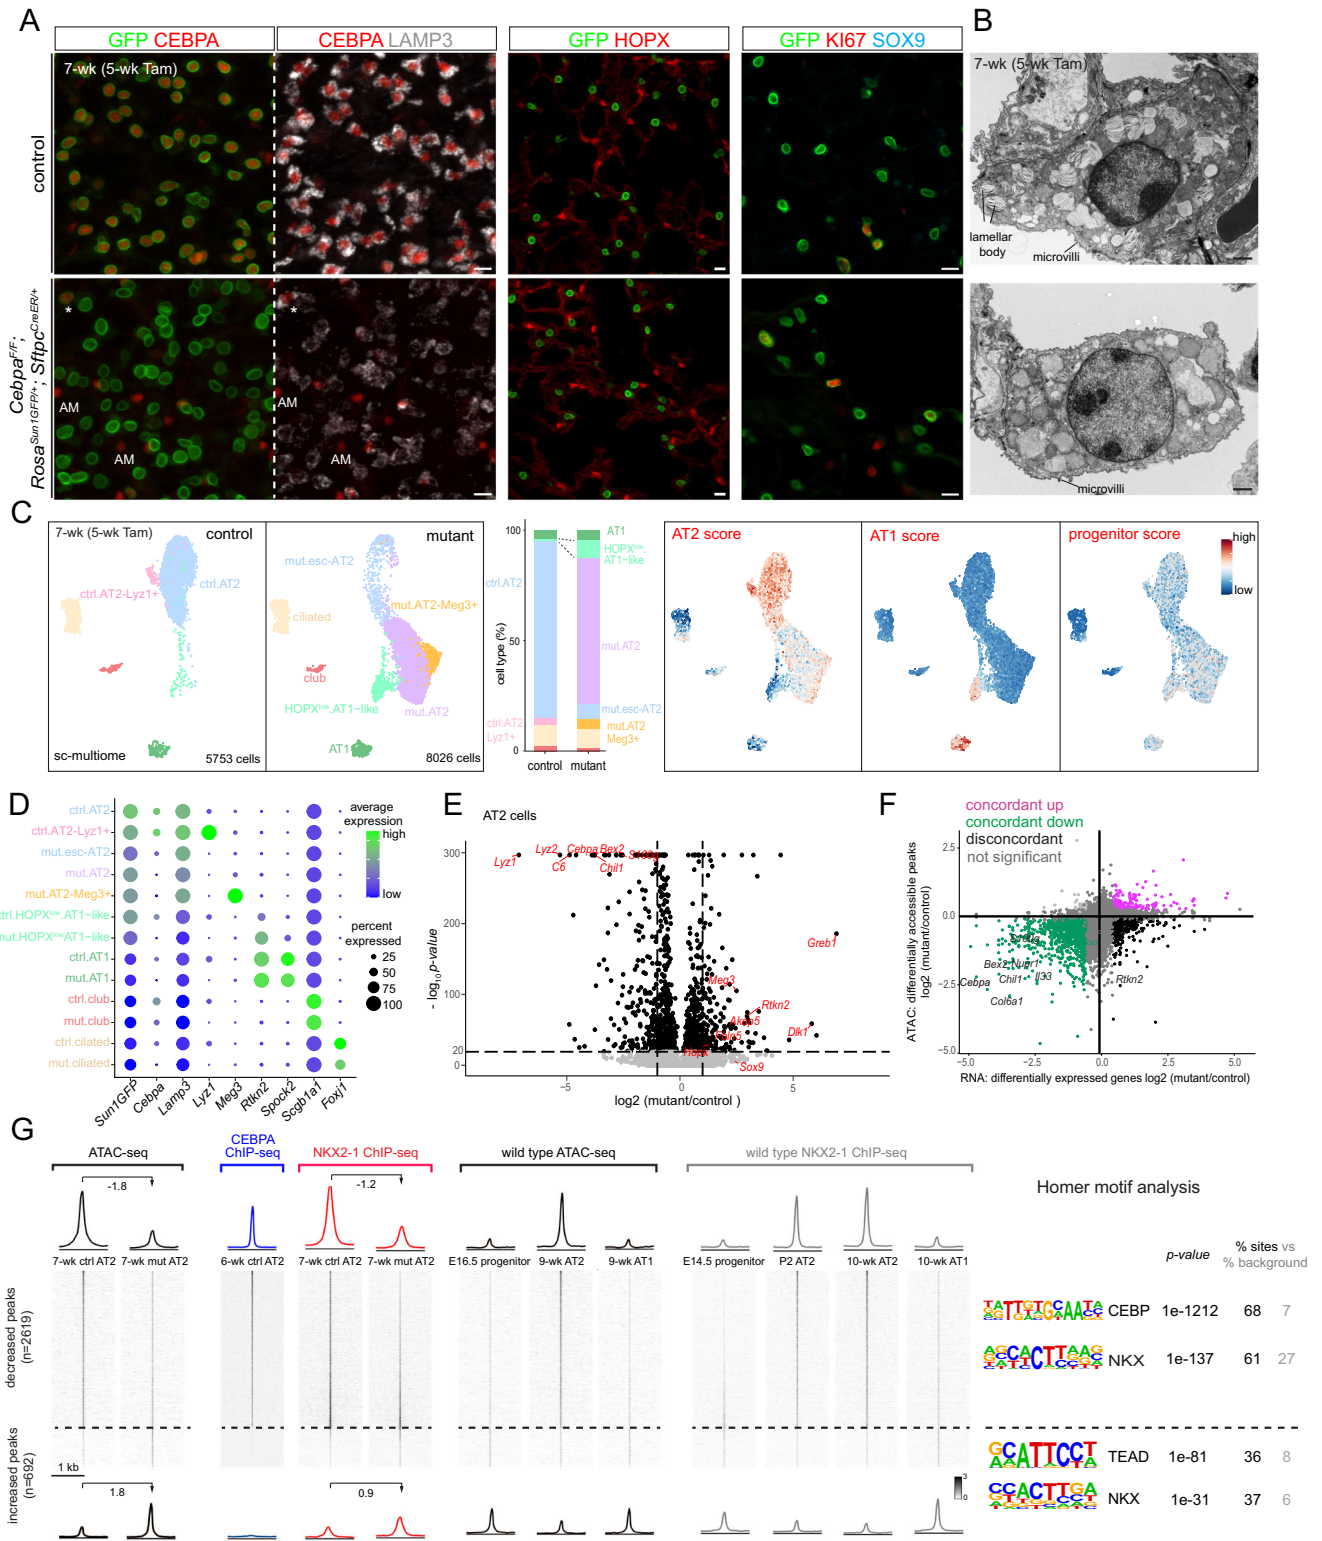 A
GFP CEBPA
CEBPA LAMP3
GFP HOPX
GFP KI67 SOX9
7-wk (5-wk Tam)
control
Cebpa^F/F;
Rosa^Sun1GFP/+; Sftpc^CreER/+
*
*
AM
AM
AM
AM
B
7-wk (5-wk Tam)
lamellar
body
microvilli
microvilli
C
7-wk (5-wk Tam)
control
ctrl.AT2
ctrl.AT2-Lyz1+
sc-multiome
5753 cells
mutant
mut.esc-AT2
mut.AT2-Meg3+
ciliated
club
HOPX^low.AT1-like
mut.AT2
AT1
8026 cells
cell type (%)
100
50
0
control
mutant
ctrl.AT2
ctrl.AT2
Lyz1+
AT1
HOPX^low.
AT1-like
mut.AT2
mut.esc-AT2
mut.AT2
Meg3+
AT2 score
AT1 score
progenitor score
high
low
D
ctrl.AT2
ctrl.AT2-Lyz1+
mut.esc-AT2
mut.AT2
mut.AT2-Meg3+
ctrl.HOPX^low.AT1-like
mut.HOPX^low AT1-like
ctrl.AT1
mut.AT1
ctrl.club
mut.club
ctrl.cilated
mut.ciliated
Sun1GFP
Cebpa
Lamp3
Lyz1
Meg3
Rtkn2
Spock2
Scgb1a1
Foxj1
average
expression
high
low
percent
expressed
25
50
75
100
E
AT2 cells
- log10 p-value
300
200
100
20
0
-5
0
5
log2 (mutant/control )
Lyz1
Lyz2
Cebpa
Bex2
C6
Chil1
Greb1
Meg3
Rtkn2
Dlk1
Hopx
Sox9
F
concordant up
concordant down
disconcordant
not significant
ATAC: differentially accessible peaks
log2 (mutant/control)
2.5
0.0
−2.5
−5.0
−5.0
−2.5
0.0
2.5
5.0
RNA: differentially expressed genes log2 (mutant/control)
Bex2
Nupr1
Cebpa
Chil1
Il33
Rtkn2
G
ATAC-seq
CEBPA
ChIP-seq
NKX2-1 ChIP-seq
wild type ATAC-seq
wild type NKX2-1 ChIP-seq
Homer motif analysis
-1.8
-1.2
7-wk ctrl AT2
7-wk mut AT2
6-wk ctrl AT2
7-wk ctrl AT2
7-wk mut AT2
E16.5 progenitor
9-wk AT2
9-wk AT1
E14.5 progenitor
P2 AT2
10-wk AT2
10-wk AT1
p-value
% sites vs
% background
decreased peaks
(n=2619)
CEBP 1e-1212 68 7
NKX 1e-137 61 27
increased peaks
(n=692)
1 kb
1.8
0.9
3
0
TEAD 1e-81 36 8
NKX 1e-31 37 6